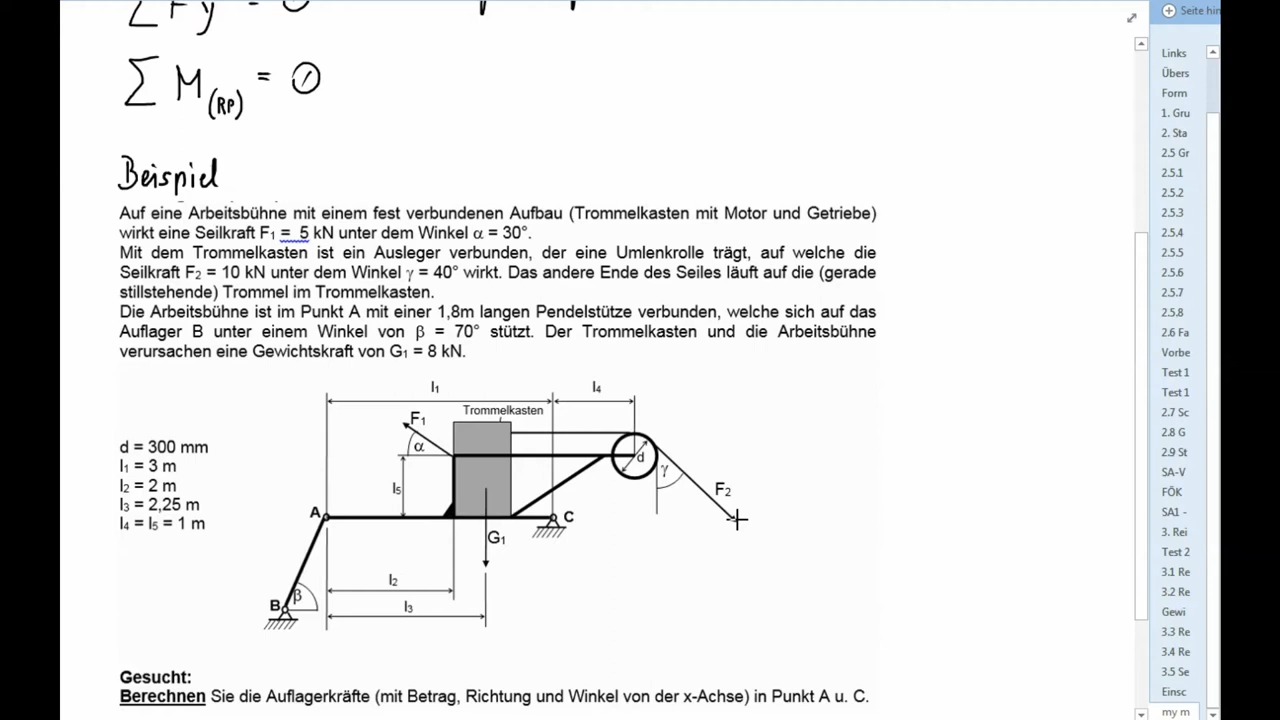 ∑ Fy = 0
∑ M(RP) = 0
Beispiel
Auf eine Arbeitsbühne mit einem fest verbundenen Aufbau (Trommelkasten mit Motor und Getriebe)
wirkt eine Seilkraft F₁ = 5 kN unter dem Winkel α = 30°.
Mit dem Trommelkasten ist ein Ausleger verbunden, der eine Umlenkrolle trägt, auf welche die
Seilkraft F₂ = 10 kN unter dem Winkel γ = 40° wirkt. Das andere Ende des Seiles läuft auf die (gerade
stillstehende) Trommel im Trommelkasten.
Die Arbeitsbühne ist im Punkt A mit einer 1,8m langen Pendelstütze verbunden, welche sich auf das
Auflager B unter einem Winkel von β = 70° stützt. Der Trommelkasten und die Arbeitsbühne
verursachen eine Gewichtskraft von G₁ = 8 kN.
l₁
l₄
Trommelkasten
F₁
α
d = 300 mm
l₁ = 3 m
l₂ = 2 m
l₃ = 2,25 m
l₄ = l₅ = 1 m
d
γ
F₂
l₅
A
C
G₁
l₂
β
B
l₃
Gesucht:
Berechnen Sie die Auflagerkräfte (mit Betrag, Richtung und Winkel von der x-Achse) in Punkt A u. C.
Seite hin
Links
Übers
Form
1. Gru
2. Sta
2.5 Gr
2.5.1
2.5.2
2.5.3
2.5.4
2.5.5
2.5.6
2.5.7
2.5.8
2.6 Fa
Vorbe
Test 1
Test 1
2.7 Sc
2.8 G
2.9 St
SA-V
FÖK
SA1 -
3. Rei
Test 2
3.1 Re
3.2 Re
Gewi
3.3 Re
3.4 Re
3.5 Se
Einsc
my m